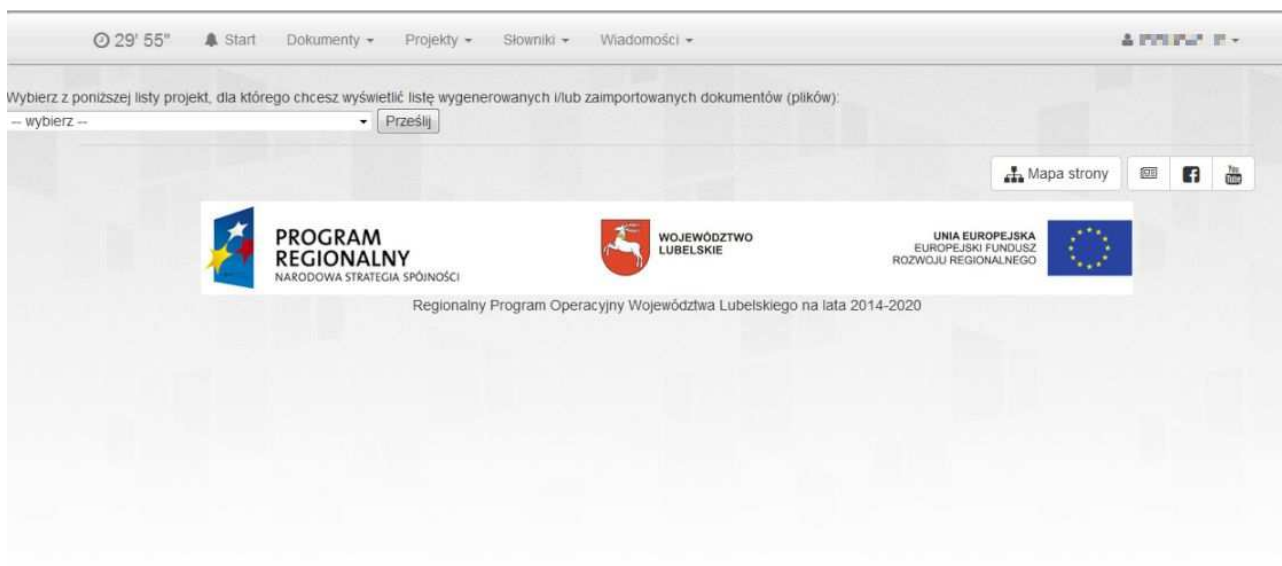 29' 55" Start Dokumenty Projekty Słowniki Wiadomości
Wybierz z poniższej listy projekt, dla którego chcesz wyświetlić listę wygenerowanych i/lub zaimportowanych dokumentów (plików):
-- wybierz -- Prześlij
Mapa strony
You
Tube
PROGRAM
REGIONALNY
NARODOWA STRATEGIA SPÓJNOŚCI
WOJEWÓDZTWO
LUBELSKIE
UNIA EUROPEJSKA
EUROPEJSKI FUNDUSZ
ROZWOJU REGIONALNEGO
Regionalny Program Operacyjny Województwa Lubelskiego na lata 2014-2020